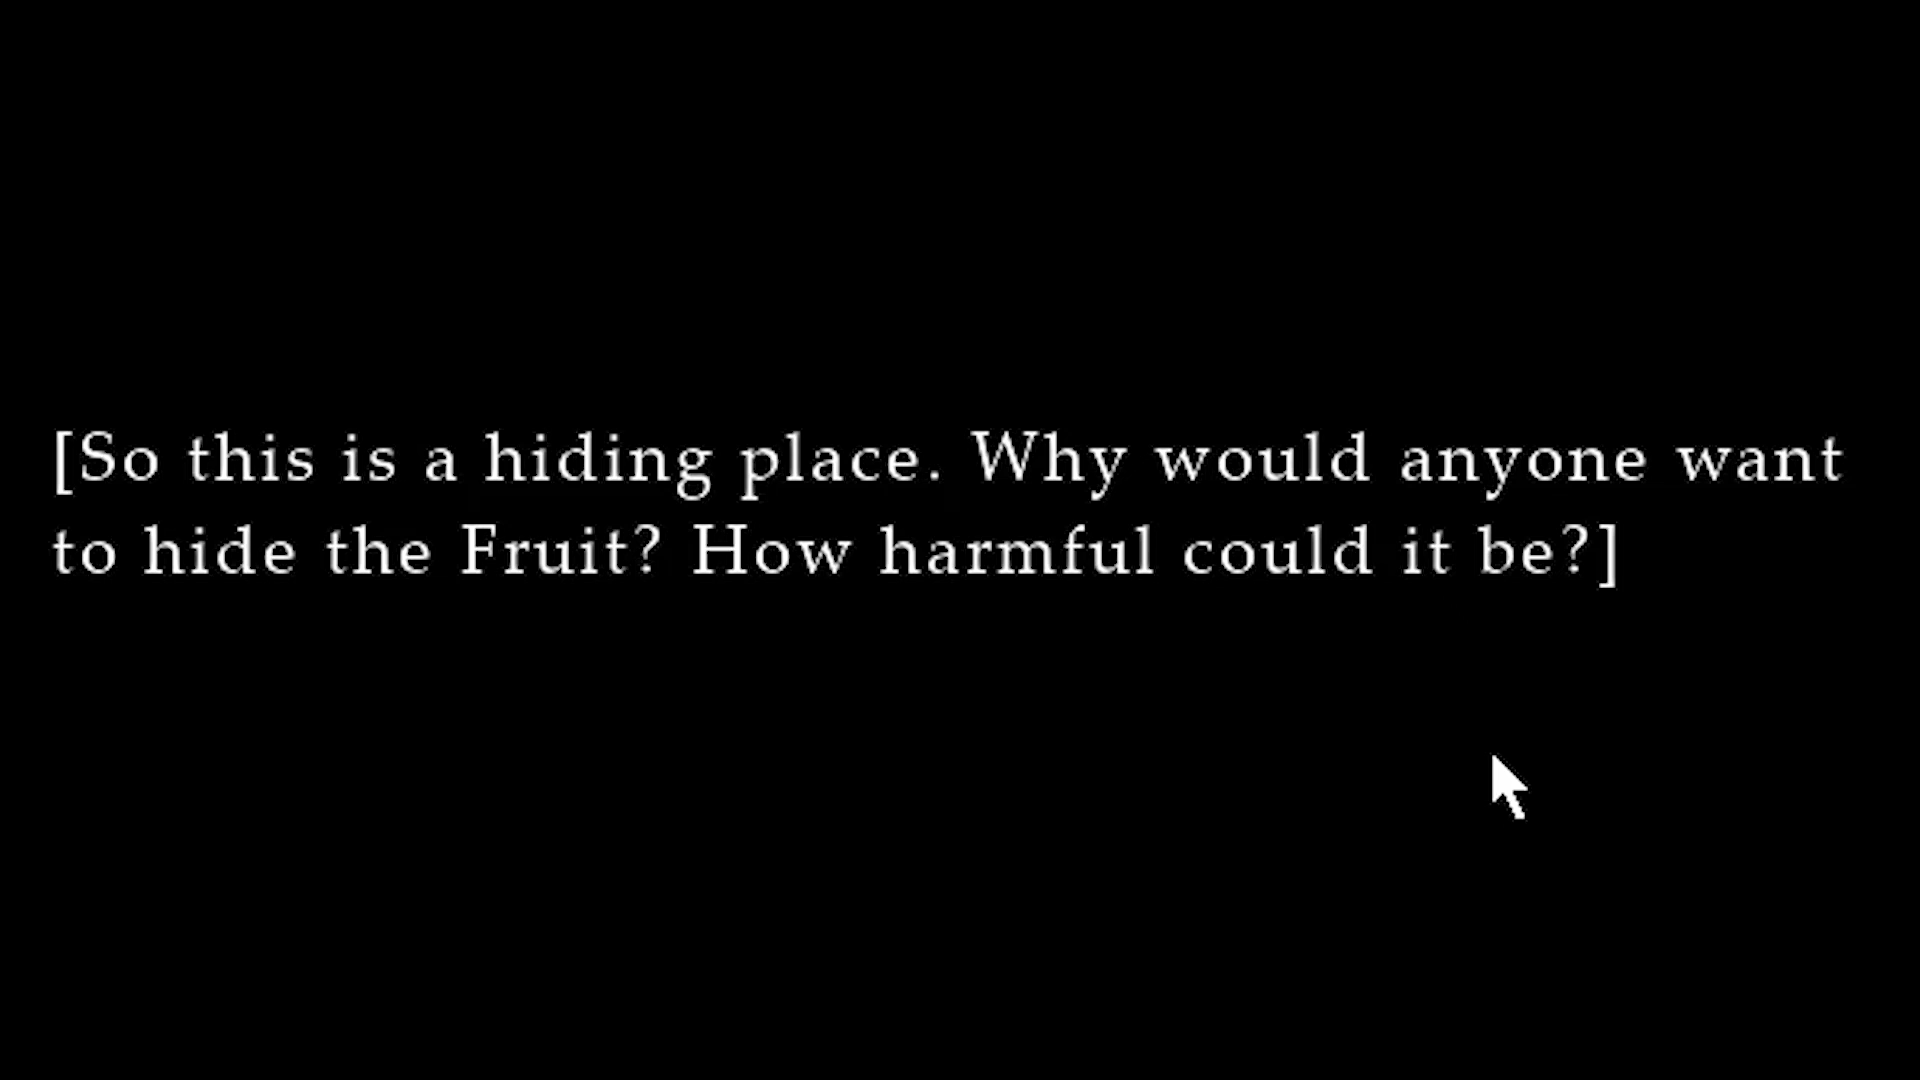 [So this is a hiding place. Why would anyone want
to hide the Fruit? How harmful could it be?]